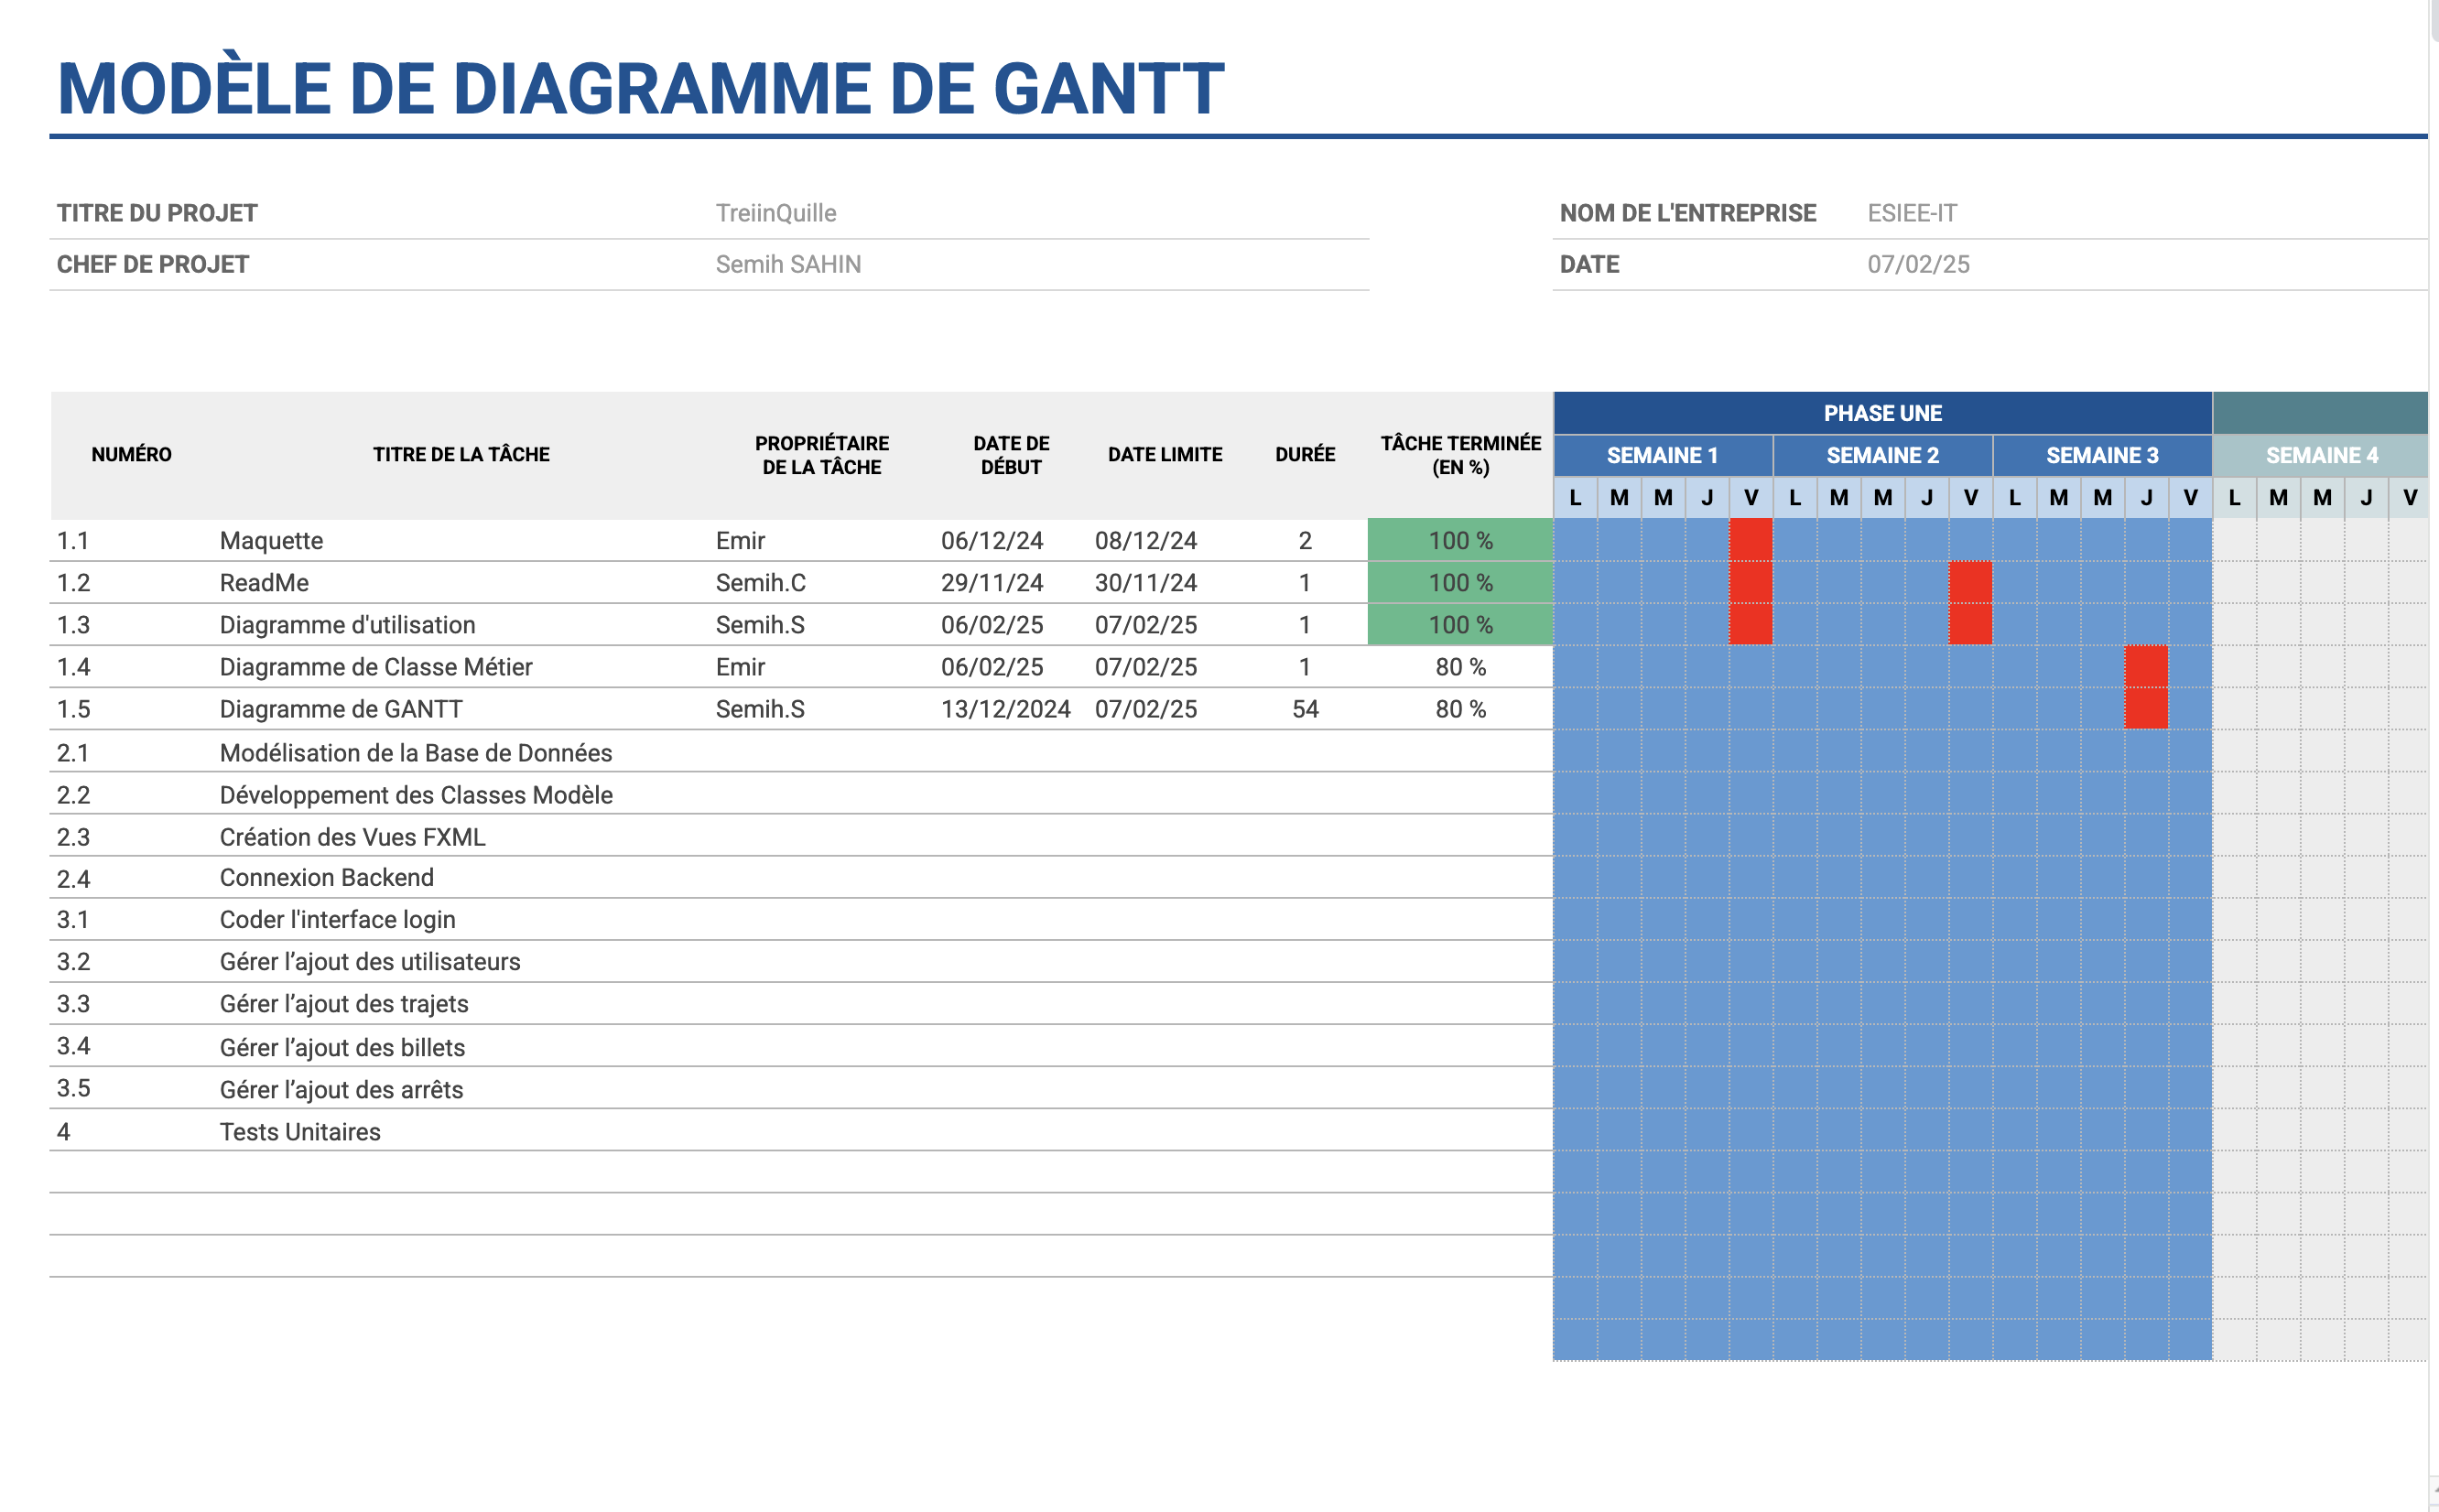 MODÈLE DE DIAGRAMME DE GANTT
TITRE DU PROJET TreiinQuille NOM DE L'ENTREPRISE ESIEE-IT
CHEF DE PROJET Semih SAHIN DATE 07/02/25
NUMÉRO TITRE DE LA TÂCHE PROPRIÉTAIRE DE LA TÂCHE DATE DE DÉBUT DATE LIMITE DURÉE TÂCHE TERMINÉE (EN %) PHASE UNE
SEMAINE 1 SEMAINE 2 SEMAINE 3 SEMAINE 4
L M M J V L M M J V L M M J V L M M J V
1.1 Maquette Emir 06/12/24 08/12/24 2 100 %
1.2 ReadMe Semih.C 29/11/24 30/11/24 1 100 %
1.3 Diagramme d'utilisation Semih.S 06/02/25 07/02/25 1 100 %
1.4 Diagramme de Classe Métier Emir 06/02/25 07/02/25 1 80 %
1.5 Diagramme de GANTT Semih.S 13/12/2024 07/02/25 54 80 %
2.1 Modélisation de la Base de Données
2.2 Développement des Classes Modèle
2.3 Création des Vues FXML
2.4 Connexion Backend
3.1 Coder l'interface login
3.2 Gérer l’ajout des utilisateurs
3.3 Gérer l’ajout des trajets
3.4 Gérer l’ajout des billets
3.5 Gérer l’ajout des arrêts
4 Tests Unitaires